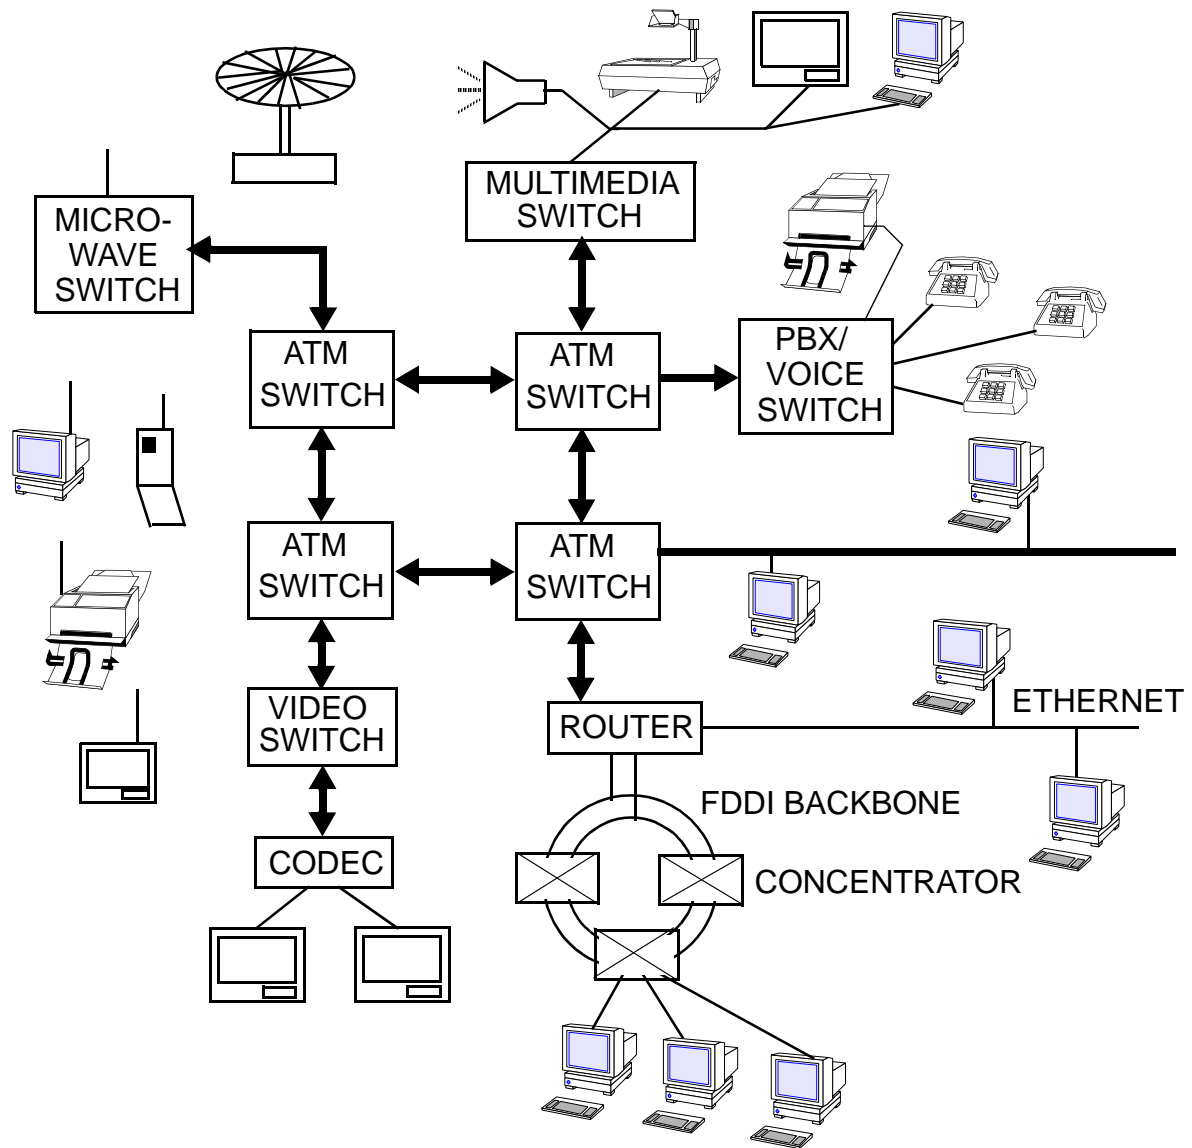 MULTIMEDIA
SWITCH
MICRO-
WAVE
SWITCH
ATM
SWITCH
ATM
SWITCH
PBX/
VOICE
SWITCH
ATM
SWITCH
ATM
SWITCH
VIDEO
SWITCH
ROUTER
ETHERNET
FDDI BACKBONE
CODEC
CONCENTRATOR